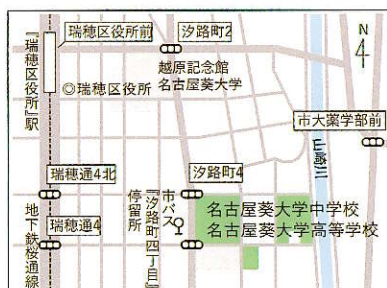 瑞穂区役所前
汐路町2
N
『瑞穂区役所』駅
越原記念館
名古屋葵大学
◎瑞穂区役所
市大薬学部前
山崎川
瑞穂通4北
汐路町4
市バス
『汐路町四丁目』
停留所
名古屋葵大学中学校
名古屋葵大学高等学校
瑞穂通4
地下鉄桜通線